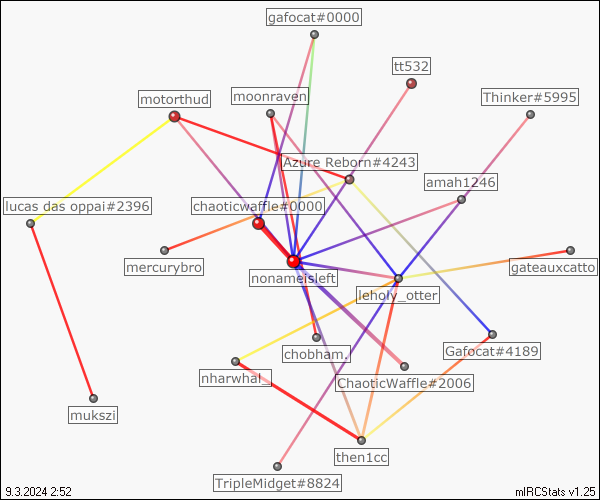 gafocat#0000
tt532
motorthud
moonraven
Thinker#5995
Azure Reborn#4243
amah1246
lucas das oppai#2396
chaoticwaffle#0000
mercurybro
nonameisleft
gateauxcatto
leholy_otter
chobham.
Gafocat#4189
nharwhal_
ChaoticWaffle#2006
mukszi
then1cc
TripleMidget#8824
9.3.2024 2:52
mIRCStats v1.25